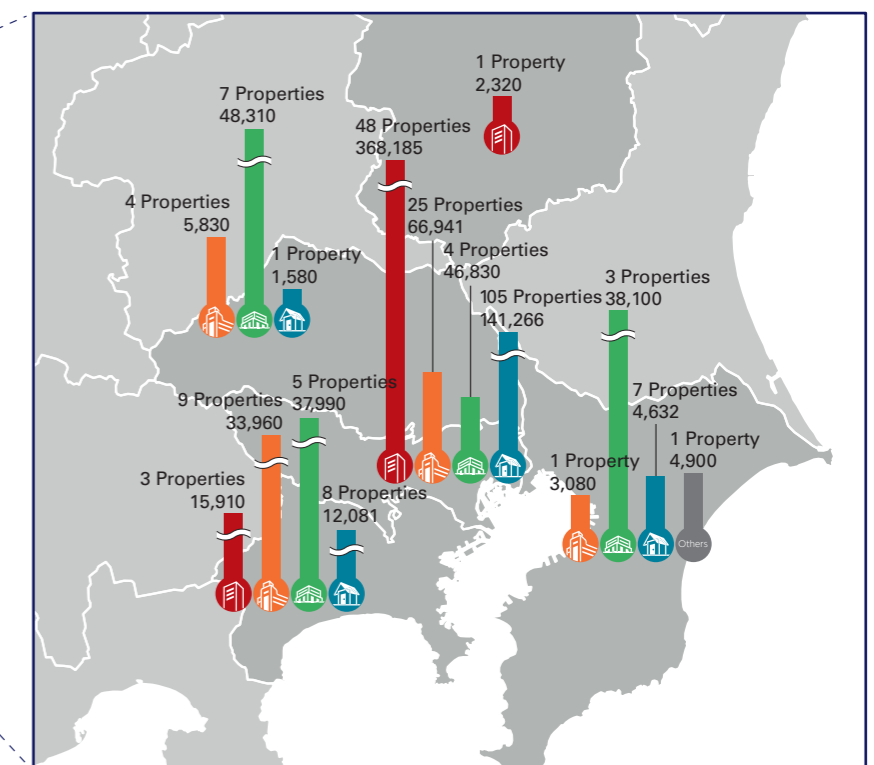 1 Property
2,320
7 Properties
48,310
48 Properties
368,185
4 Properties
5,830
25 Properties
66,941
1 Property
1,580
4 Properties
46,830
105 Properties
141,266
3 Properties
38,100
9 Properties
33,960
5 Properties
37,990
7 Properties
4,632
1 Property
3,080
1 Property
4,900
3 Properties
15,910
8 Properties
12,081
Others